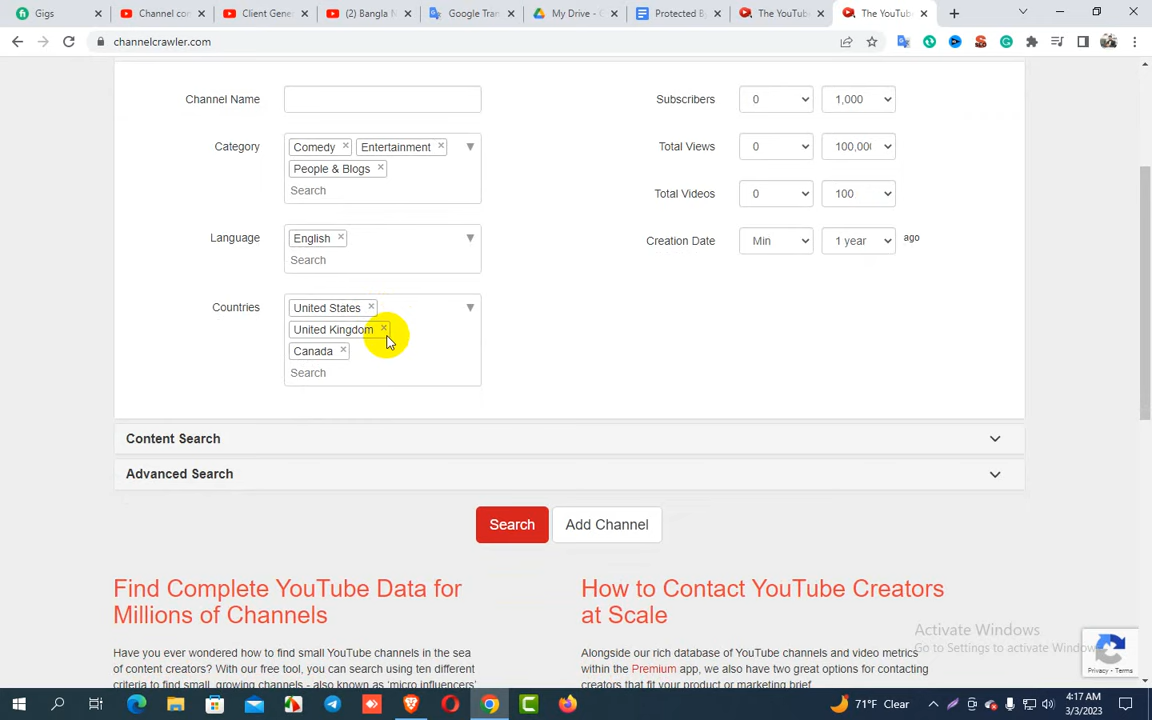 Gigs
Channel con
Client Gene
(2) Bangla N
Google Tran
My Drive - G
Protected B
The YouTub
The YouTub
channelcrawler.com
Channel Name
Subscribers
0
1,000
Category
Comedy × Entertainment ×
Total Views
0
100,000
People & Blogs ×
Search
Total Videos
0
100
Language
English ×
Creation Date
Min
1 year
ago
Search
Countries
United States ×
United Kingdom ×
Canada ×
Search
Content Search
Advanced Search
Search
Add Channel
Find Complete YouTube Data for
Millions of Channels
How to Contact YouTube Creators
at Scale
Have you ever wondered how to find small YouTube channels in the sea
of content creators? With our free tool, you can search using ten different
criteria to find small, growing channels - also known as 'micro influencers'
Alongside our rich database of YouTube channels and video metrics
within the Premium app, we also have two great options for contacting
creators that fit your product or marketing brief.
Activate Windows
Go to Settings to activate Windows.
Privacy - Terms
71°F Clear
4:17 AM
3/3/2023